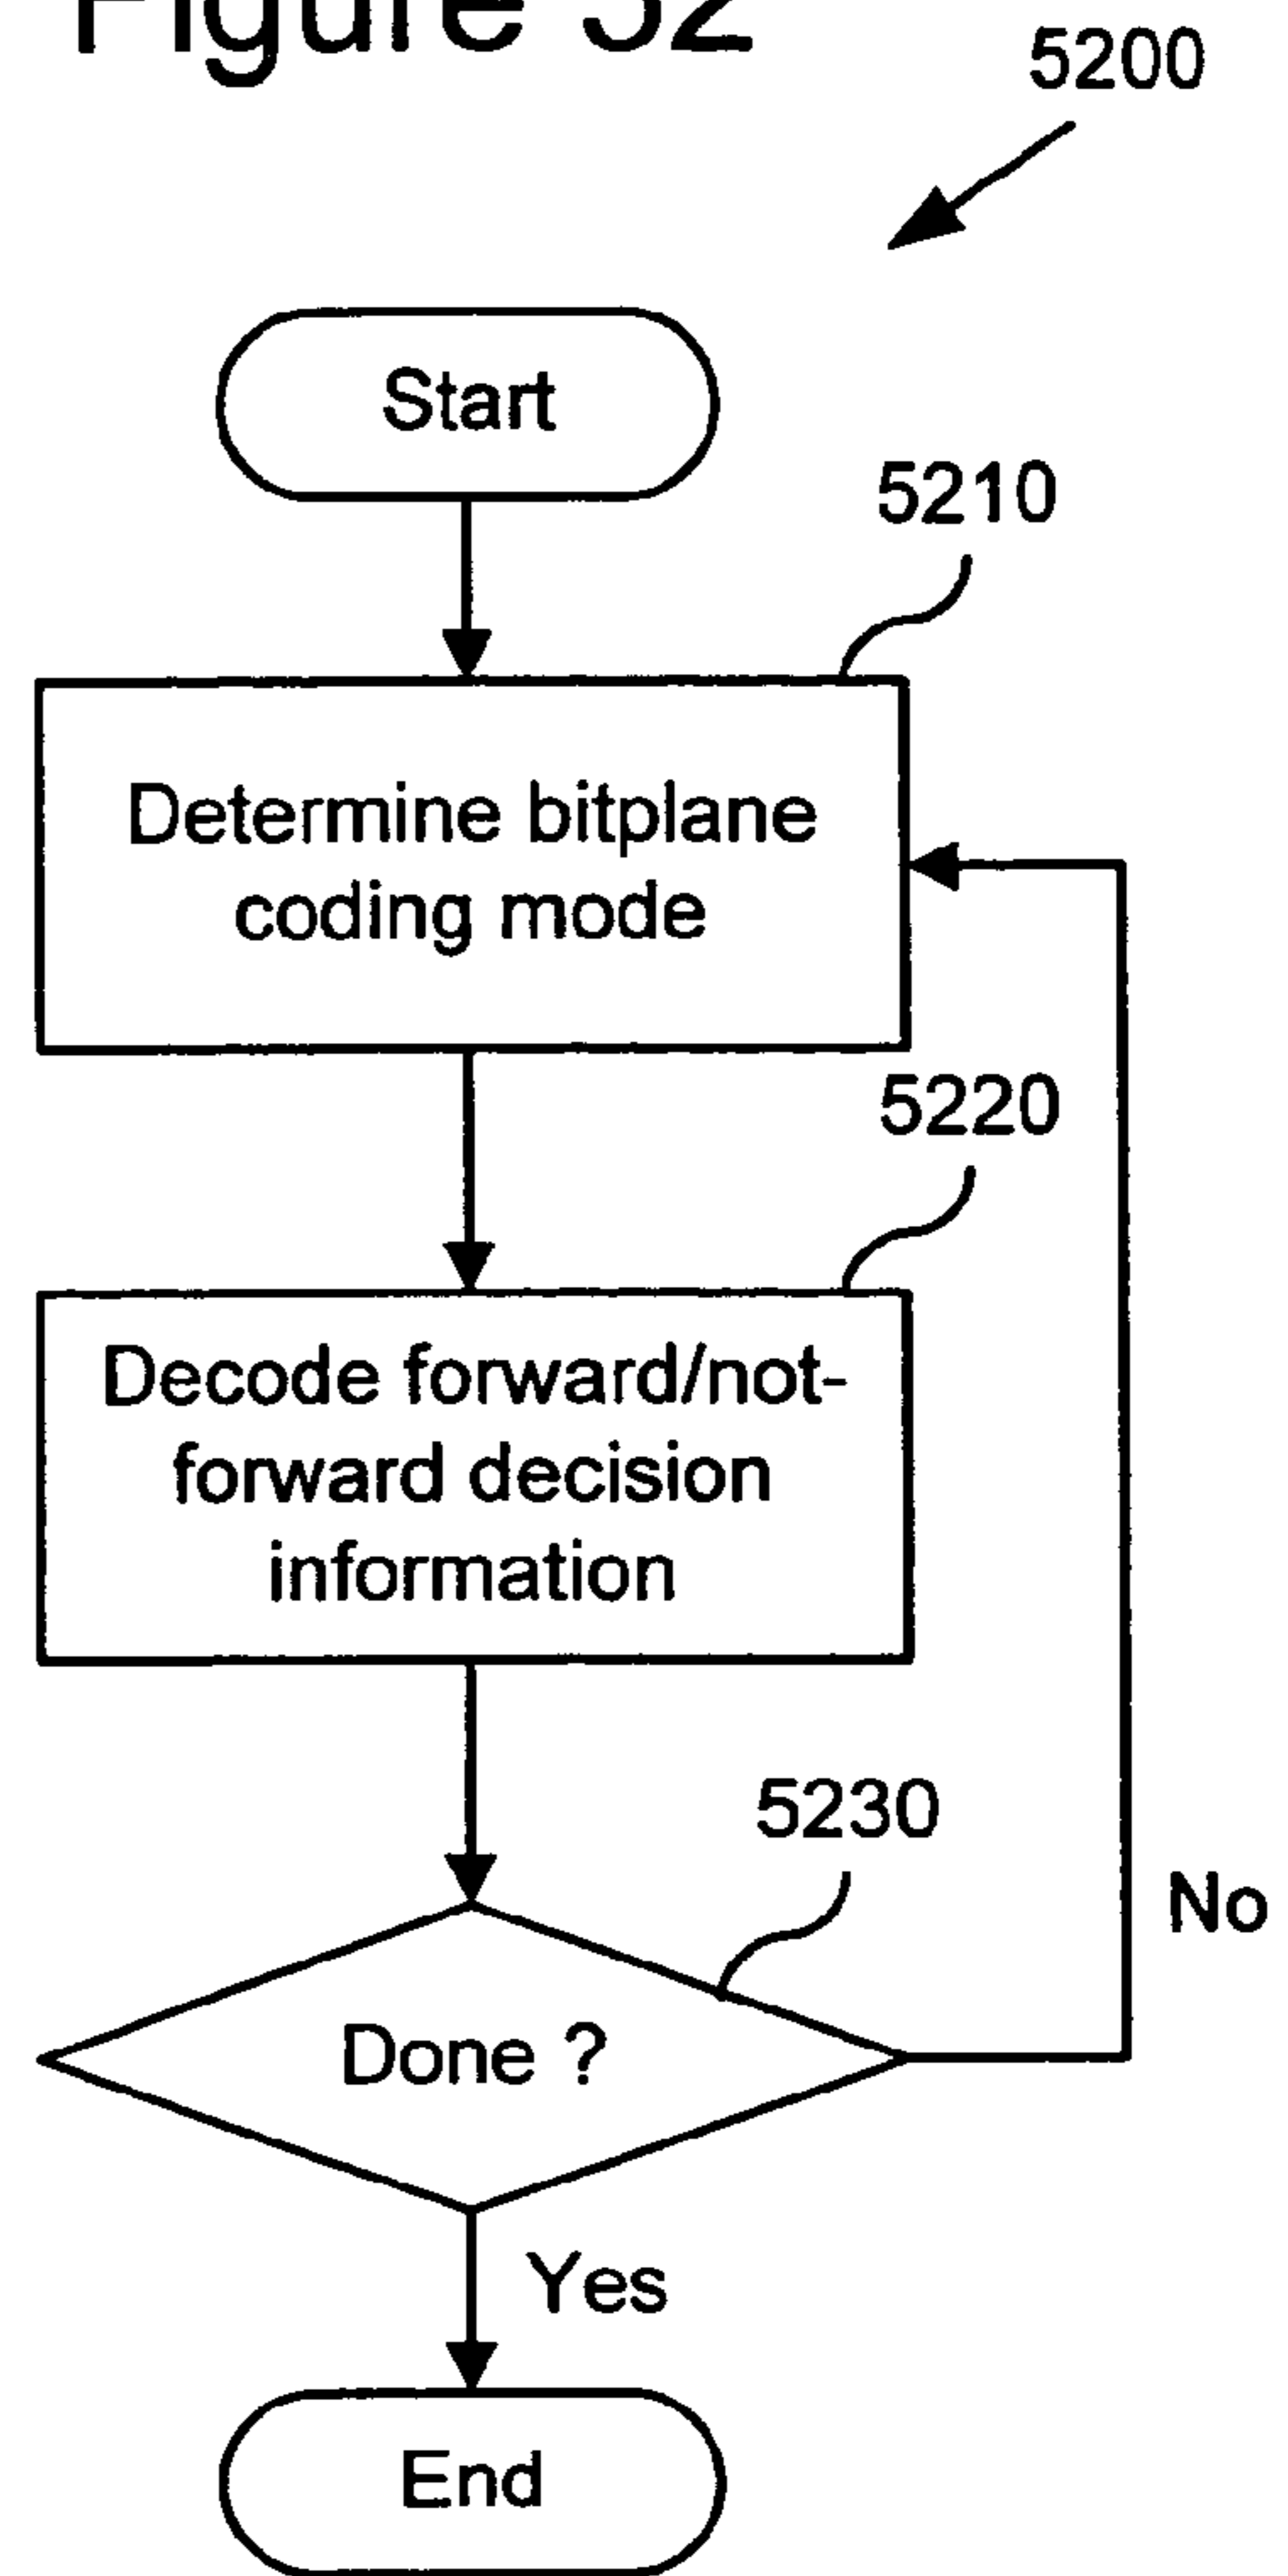 Figure 52
5200
Start
5210
Determine bitplane
coding mode
5220
Decode forward/not-
forward decision
information
5230
Done ?
No
Yes
End